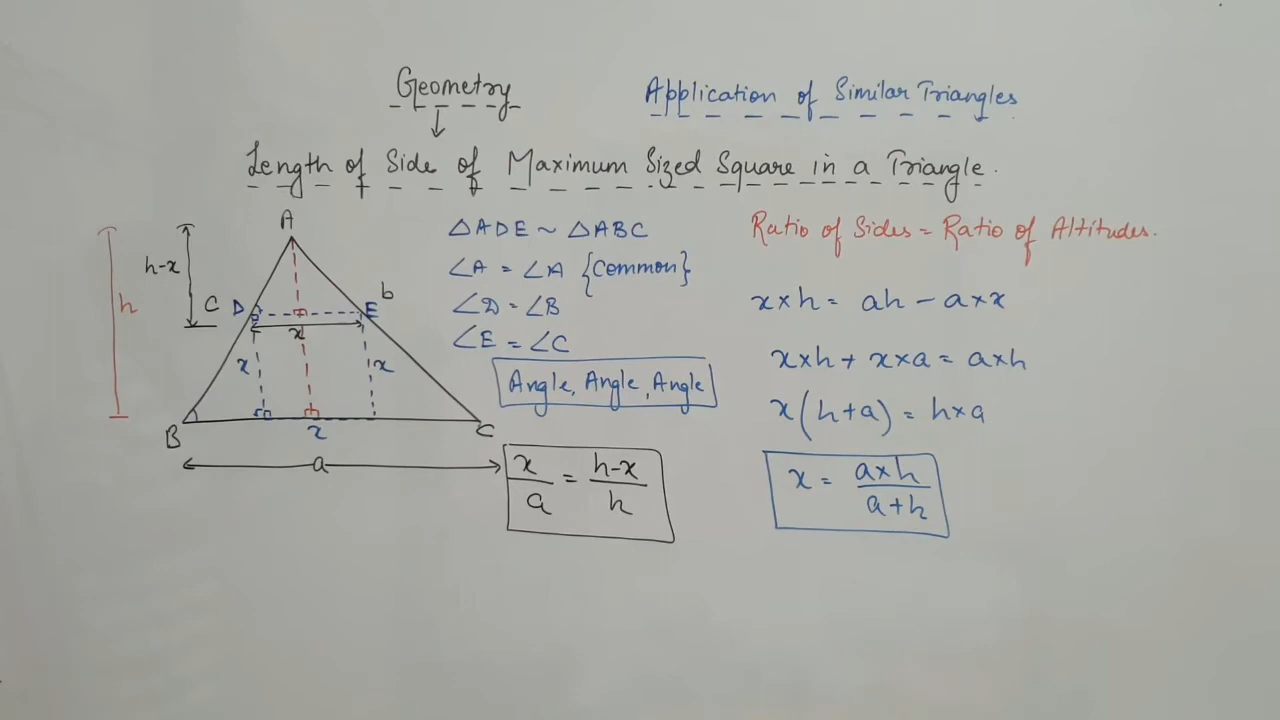 Geometry
Application of Similar Triangles
Length of Side of Maximum Sized Square in a Triangle.
A
h-x
h
C
D
E
b
x
x
x
B
x
C
a
△ADE ~ △ABC
∠A = ∠A {Common}
∠D = ∠B
∠E = ∠C
Angle, Angle, Angle
x/a = h-x/h
Ratio of Sides = Ratio of Altitudes.
x×h = ah - a×x
x×h + x×a = a×h
x(h+a) = h×a
x = a×h/a+h